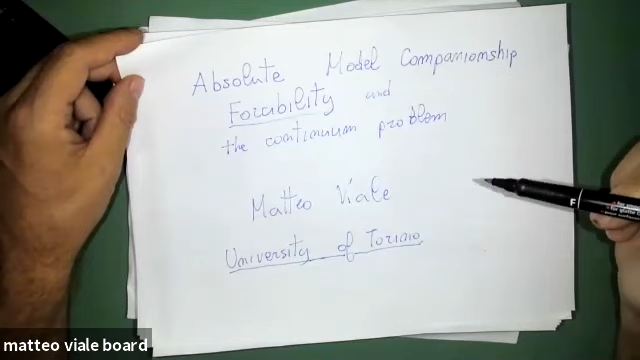 Absolute Model Companionship
Forcibility and
the continuum problem
Matteo Viale
University of Torino
matteo viale board